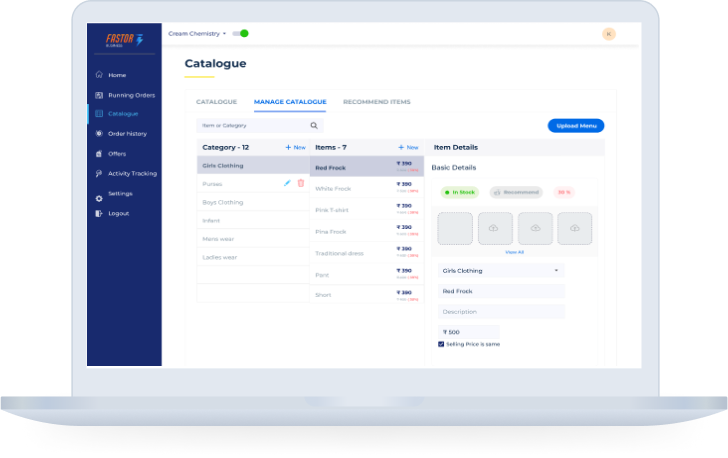 FASTOR
BUSINESS
Cream Chemistry
K
Home
Running Orders
Catalogue
Order history
Offers
Activity Tracking
Settings
Logout
Catalogue
CATALOGUE MANAGE CATALOGUE RECOMMEND ITEMS
Item or Category
Upload Menu
Category - 12 + New
Girls Clothing
Purses
Boys Clothing
Infant
Mens wear
Ladies wear
Items - 7 + New
Red Frock ₹ 390
White Frock ₹ 390
Pink T-shirt ₹ 390
Pina Frock ₹ 390
Traditional dress ₹ 390
Pant ₹ 390
Short ₹ 390
Item Details
Basic Details
In Stock Recommend
View All
Girls Clothing
Red Frock
Description
₹ 500
Selling Price is same